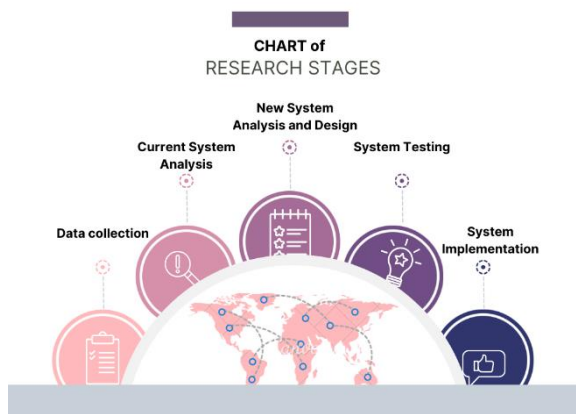 CHART of
RESEARCH STAGES
New System
Analysis and Design
Current System
Analysis
System Testing
Data collection
System
Implementation